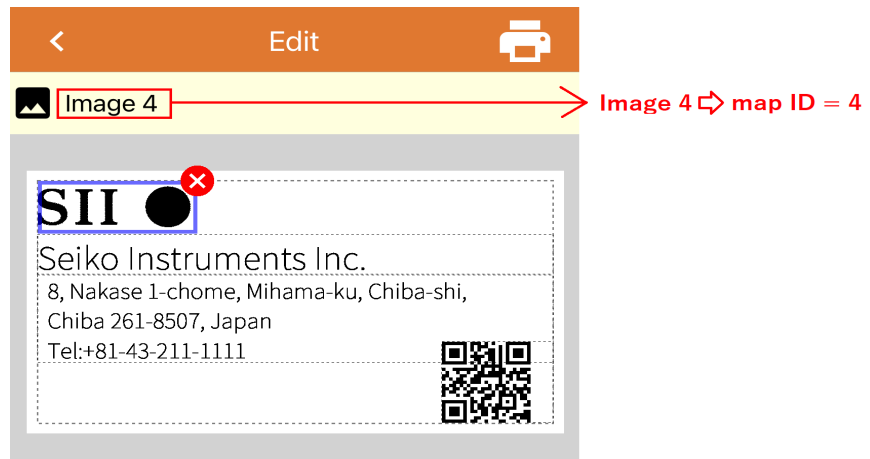 Edit
Image 4
Image 4 ⇨ map ID = 4
SII
Seiko Instruments Inc.
8, Nakase 1-chome, Mihama-ku, Chiba-shi,
Chiba 261-8507, Japan
Tel:+81-43-211-1111